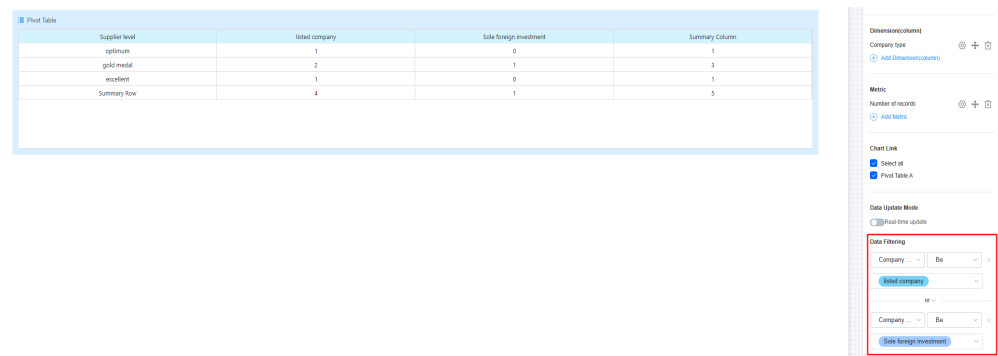 Pivot Table
Supplier level listed company Sole foreign investment Summary Column
optimum 1 0 1
gold medal 2 1 3
excellent 1 0 1
Summary Row 4 1 5
Dimension(column)
Company type
Add Dimension(column)
Metric
Number of records
Add Metric
Chart Link
Select all
Pivot Table A
Data Update Mode
Real-time update
Data Filtering
Company ... Be
listed company
or
Company ... Be
Sole foreign investment